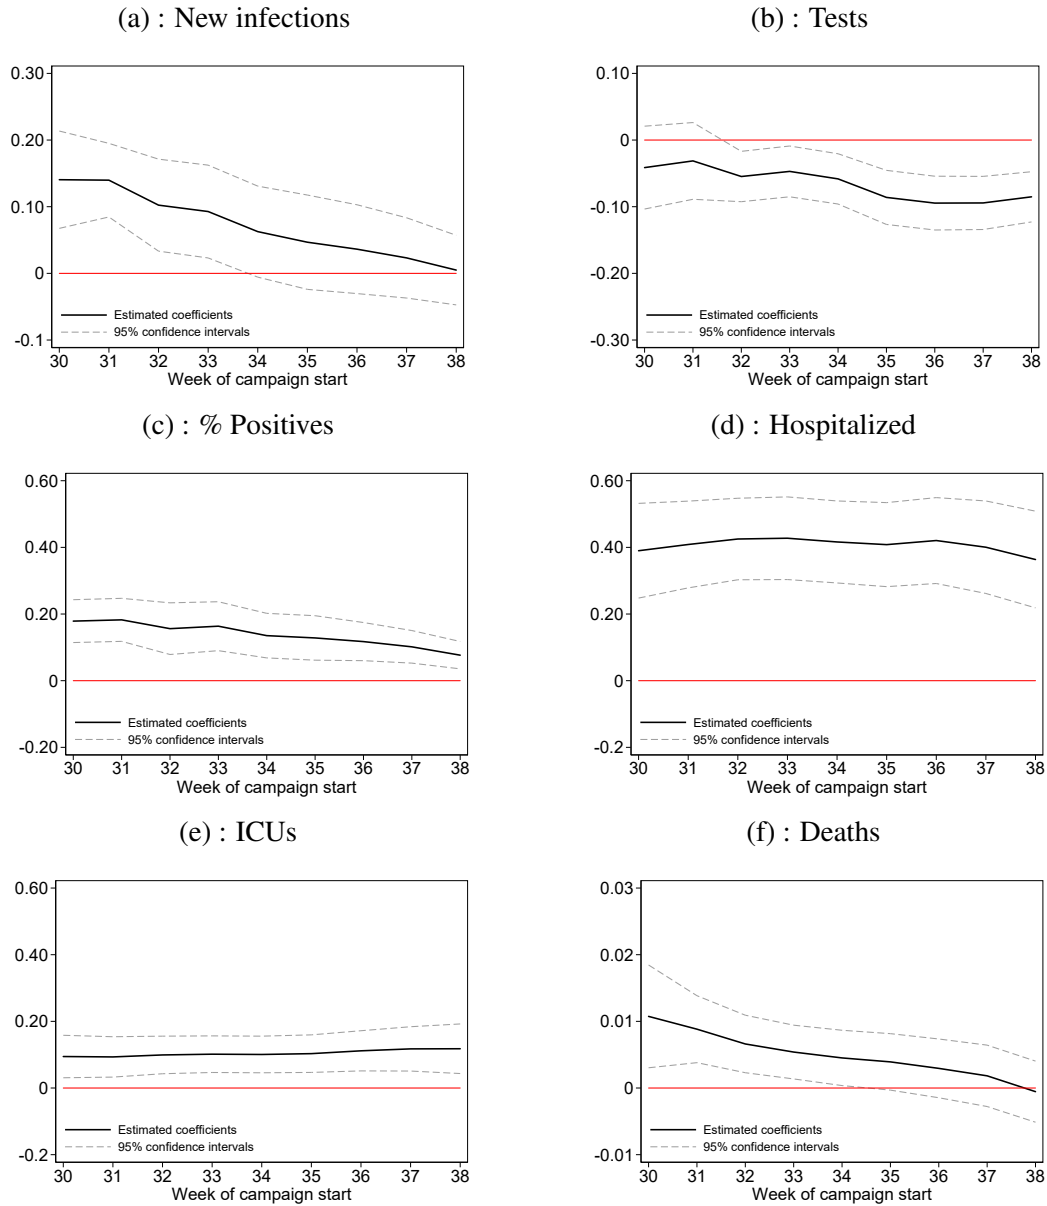 (a) : New infections
0.30
0.20
0.10
0
-0.1
Estimated coefficients
95% confidence intervals
30 31 32 33 34 35 36 37 38
Week of campaign start
(b) : Tests
0.10
0
-0.10
-0.20
-0.30
Estimated coefficients
95% confidence intervals
30 31 32 33 34 35 36 37 38
Week of campaign start
(c) : % Positives
0.60
0.40
0.20
0
-0.20
Estimated coefficients
95% confidence intervals
30 31 32 33 34 35 36 37 38
Week of campaign start
(d) : Hospitalized
0.60
0.40
0.20
0
-0.2
Estimated coefficients
95% confidence intervals
30 31 32 33 34 35 36 37 38
Week of campaign start
(e) : ICUs
0.60
0.40
0.20
0
-0.2
Estimated coefficients
95% confidence intervals
30 31 32 33 34 35 36 37 38
Week of campaign start
(f) : Deaths
0.03
0.02
0.01
0
-0.01
Estimated coefficients
95% confidence intervals
30 31 32 33 34 35 36 37 38
Week of campaign start